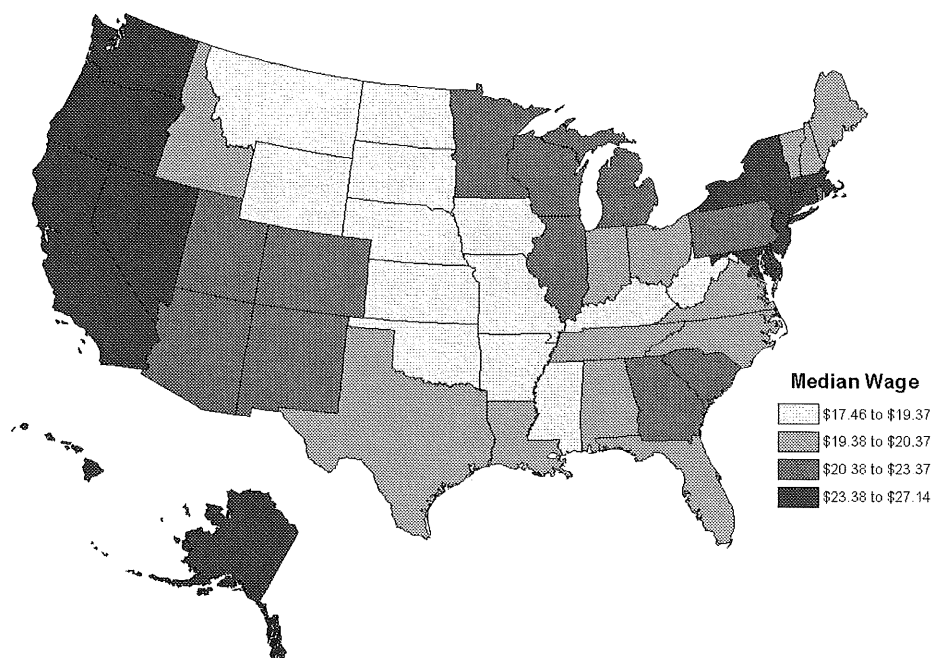 Median Wage
$17.46 to $19.37
$19.38 to $20.37
$20.38 to $23.37
$23.38 to $27.14